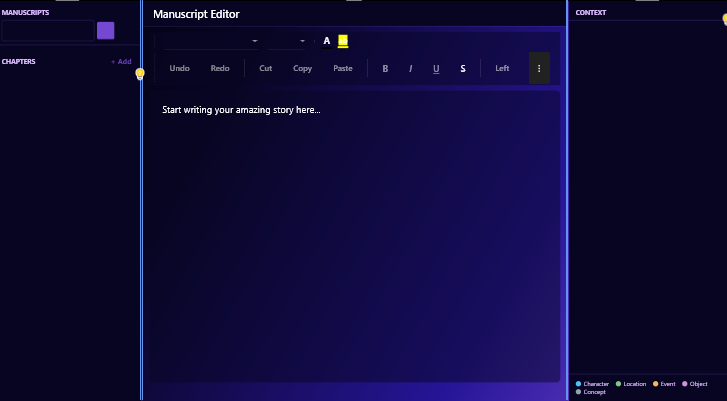 MANUSCRIPTS
CHAPTERS
+ Add
Manuscript Editor
A
Undo Redo Cut Copy Paste B I U S Left
Start writing your amazing story here...
CONTEXT
Character Location Event Object
Concept